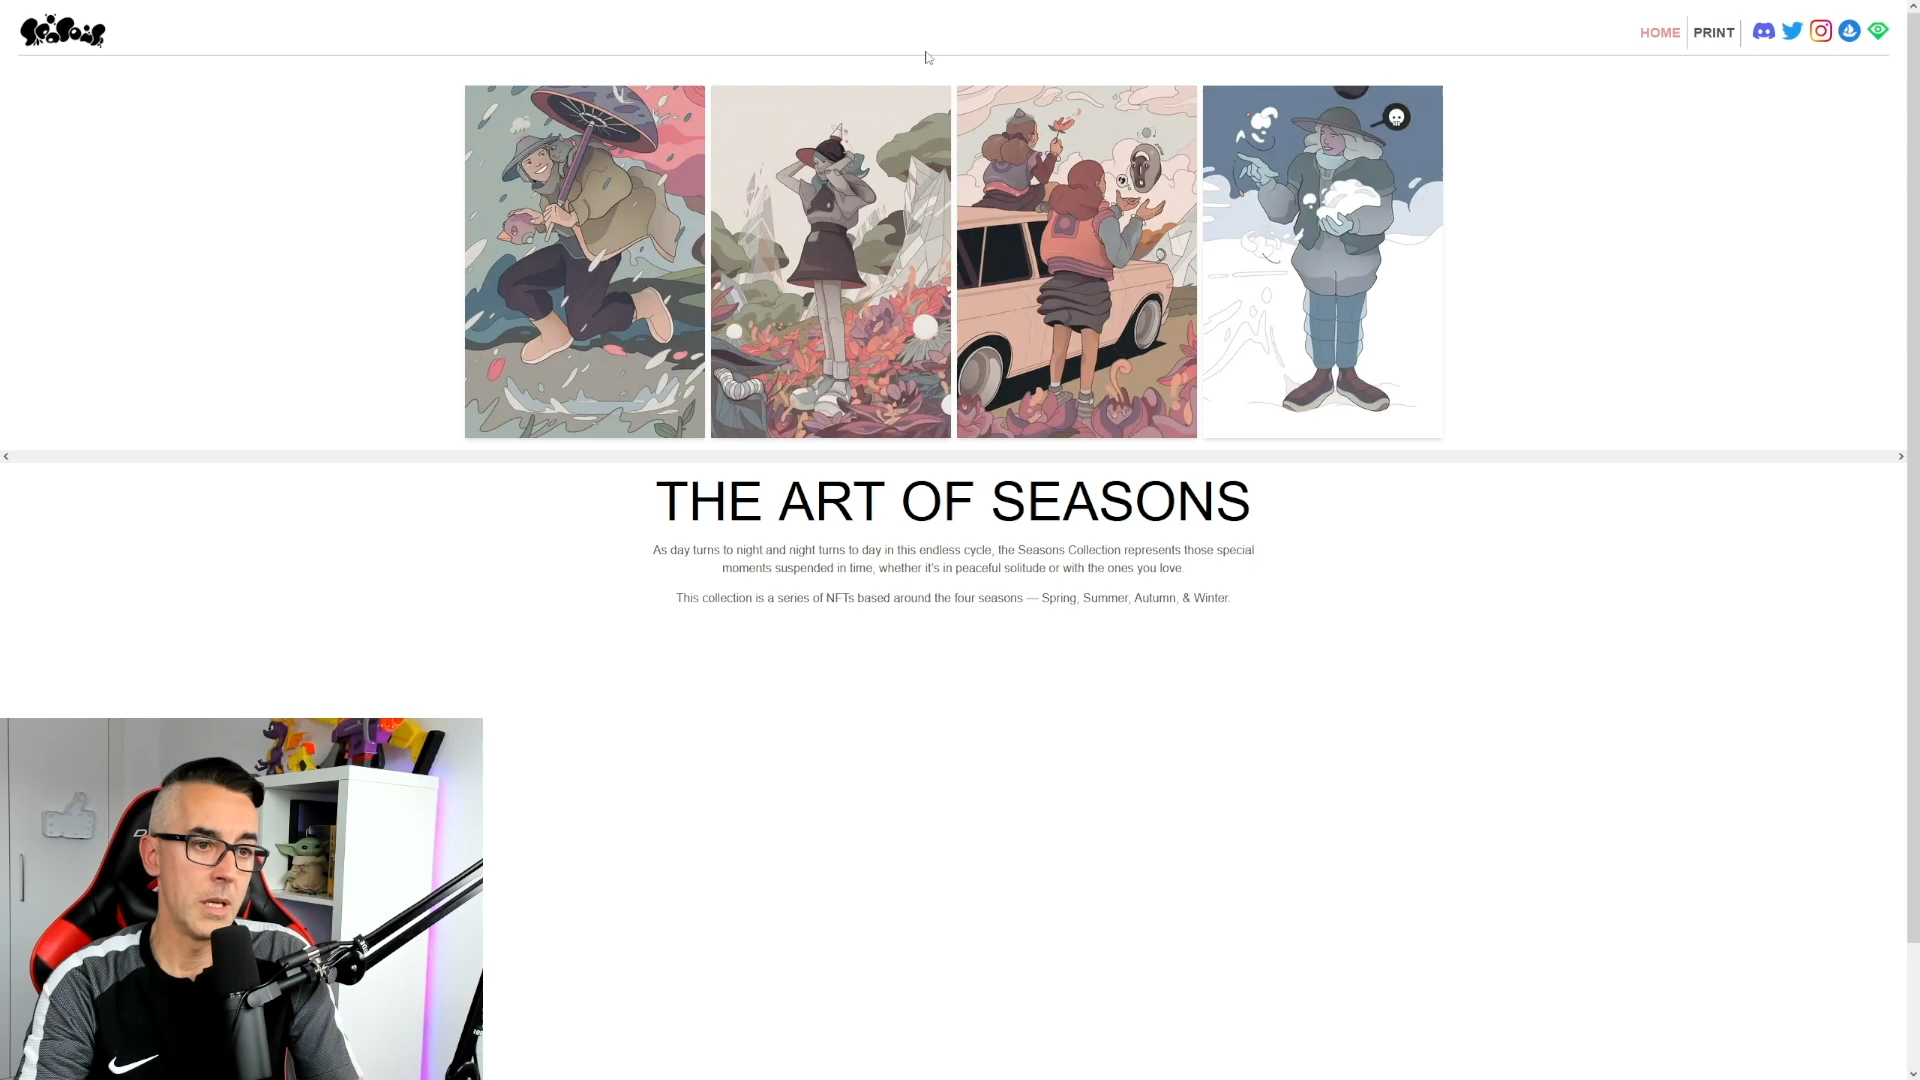 Seasons
HOME
PRINT
THE ART OF SEASONS
As day turns to night and night turns to day in this endless cycle, the Seasons Collection represents those special
moments suspended in time, whether it's in peaceful solitude or with the ones you love.
This collection is a series of NFTs based around the four seasons — Spring, Summer, Autumn, & Winter.